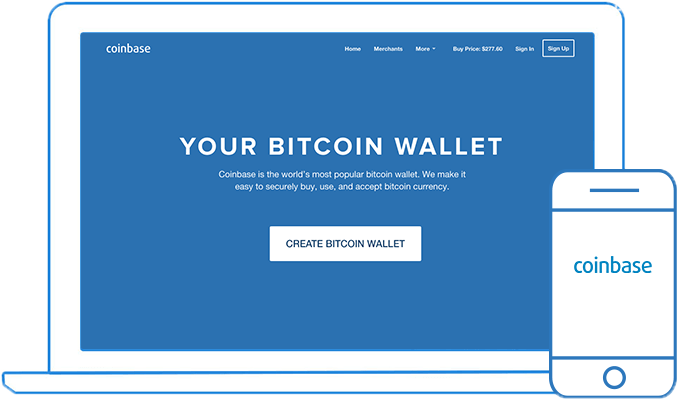 coinbase
Home Merchants More Buy Price: $277.60 Sign In Sign Up
YOUR BITCOIN WALLET
Coinbase is the world's most popular bitcoin wallet. We make it
easy to securely buy, use, and accept bitcoin currency.
CREATE BITCOIN WALLET
coinbase